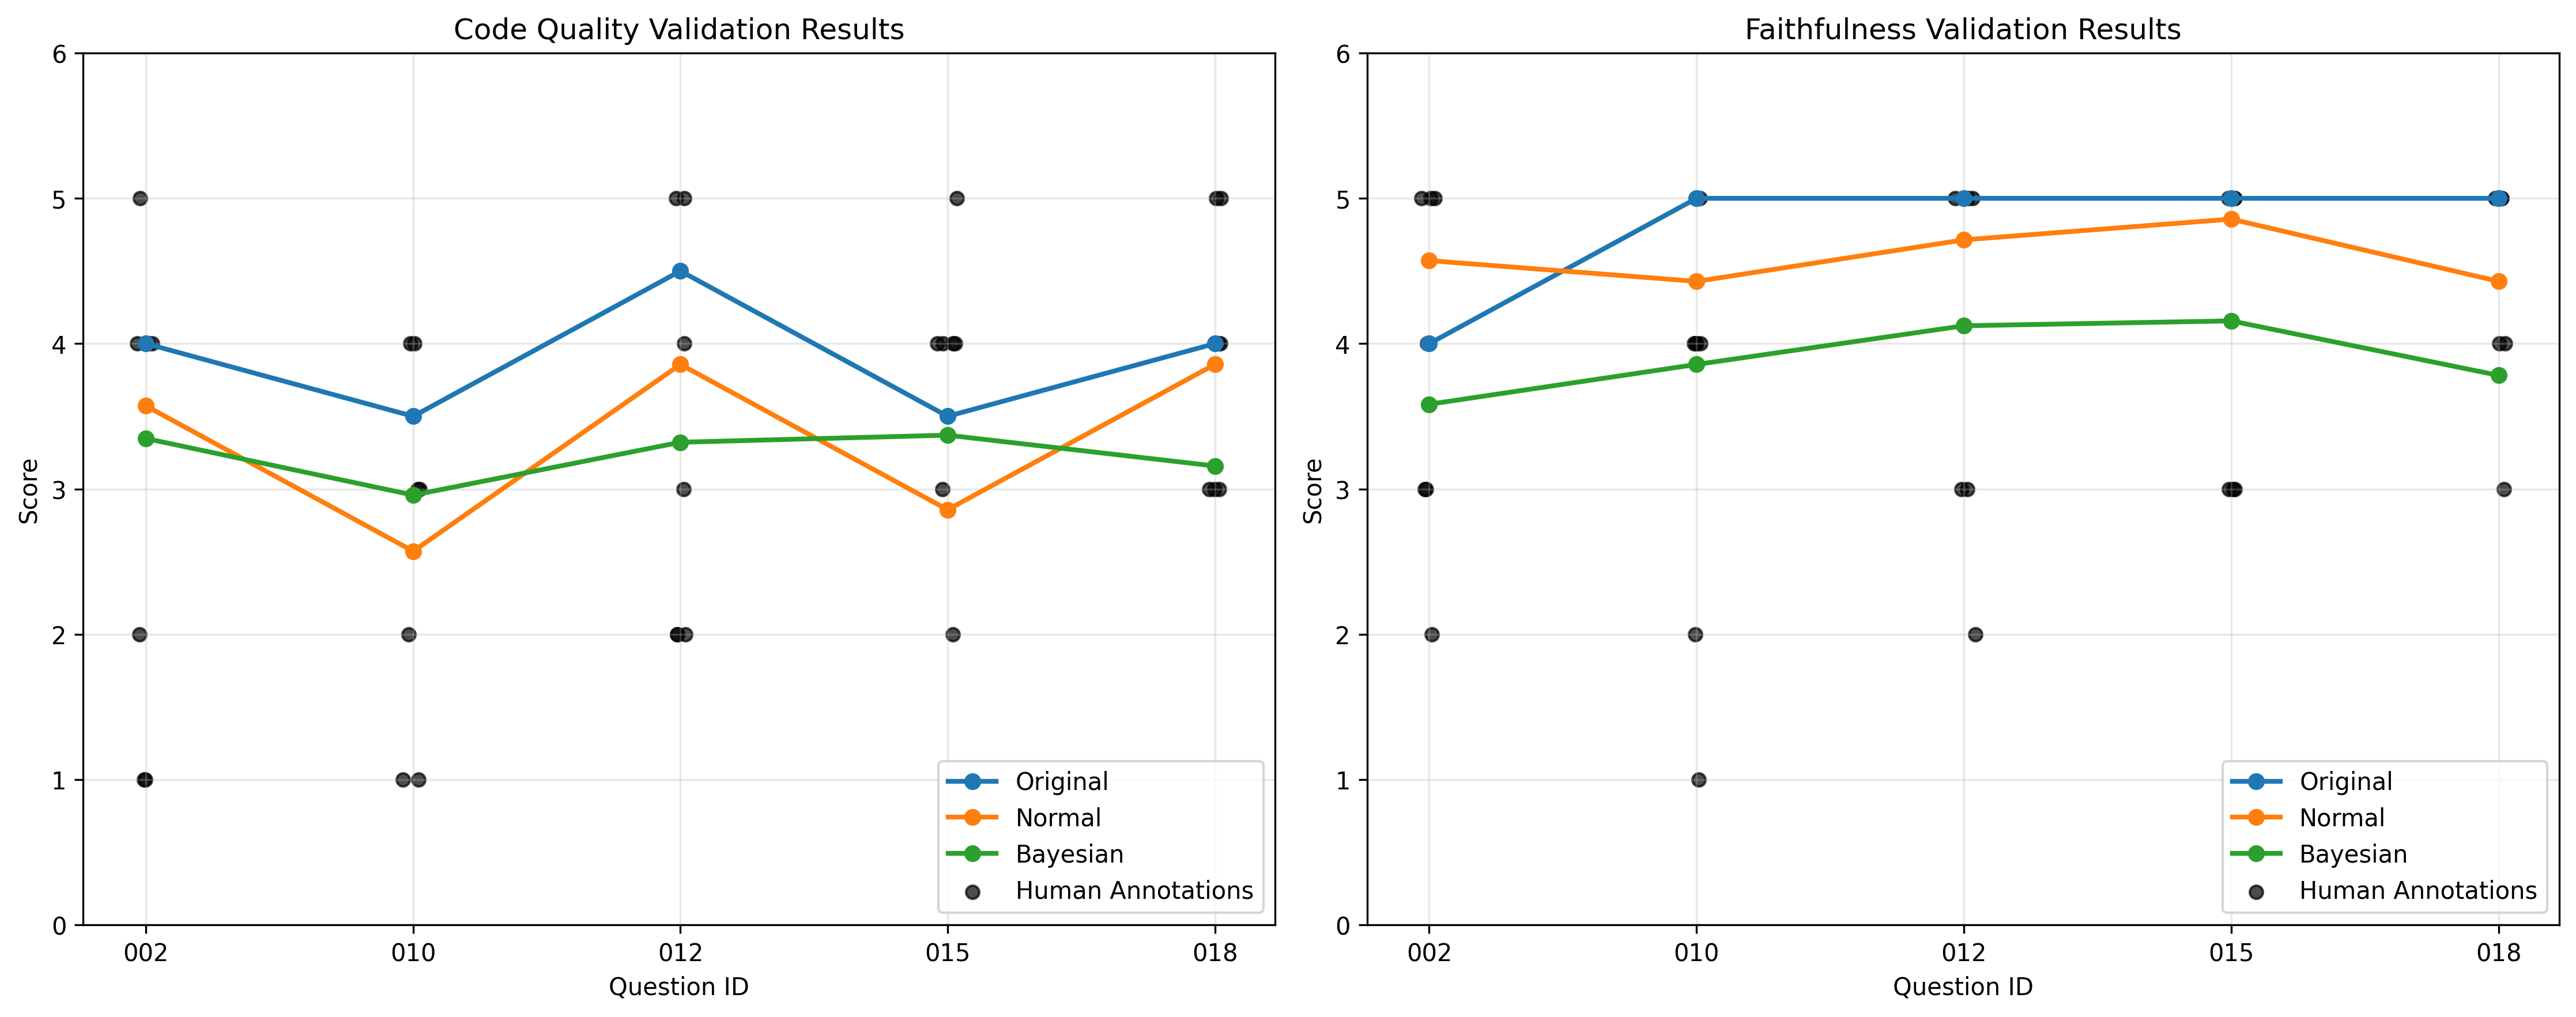 Code Quality Validation Results
6
5
4
3
2
1
0
Score
002 010 012 015 018
Question ID
Original
Normal
Bayesian
Human Annotations
Faithfulness Validation Results
6
5
4
3
2
1
0
Score
002 010 012 015 018
Question ID
Original
Normal
Bayesian
Human Annotations